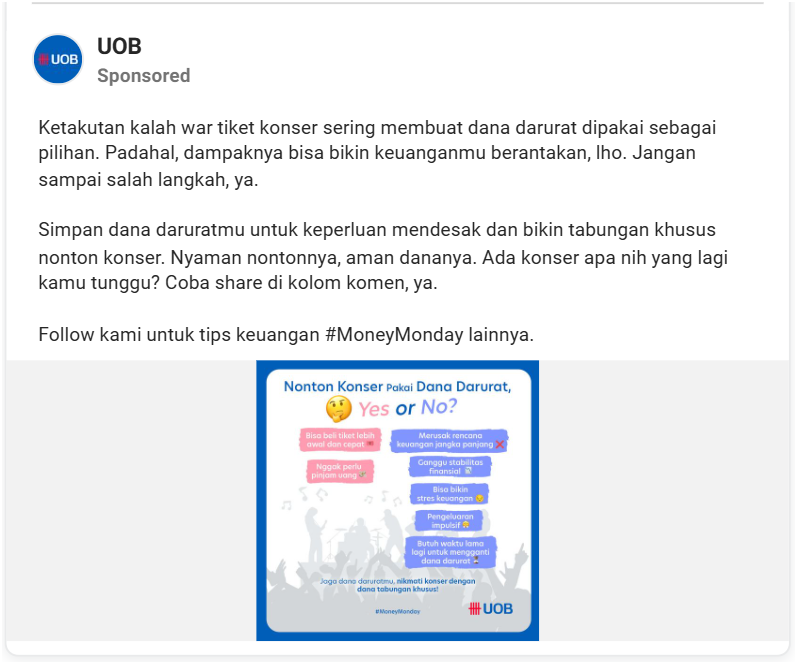 UOB
UOB
Sponsored
Ketakutan kalah war tiket konser sering membuat dana darurat dipakai sebagai
pilihan. Padahal, dampaknya bisa bikin keuanganmu berantakan, lho. Jangan
sampai salah langkah, ya.
Simpan dana daruratmu untuk keperluan mendesak dan bikin tabungan khusus
nonton konser. Nyaman nontonnya, aman dananya. Ada konser apa nih yang lagi
kamu tunggu? Coba share di kolom komen, ya.
Follow kami untuk tips keuangan #MoneyMonday lainnya.
Nonton Konser Pakai Dana Darurat,
🤔 Yes or No?
Bisa beli tiket lebih
awal dan cepat
Nggak perlu
pinjam uang
Merusak rencana
keuangan jangka panjang ❌
Ganggu stabilitas
finansial
Bisa bikin
stres keuangan
Pengeluaran
impulsif
Butuh waktu lama
lagi untuk mengganti
dana darurat
Jaga dana daruratmu, nikmati konser dengan
dana tabungan khusus!
#MoneyMonday
UOB